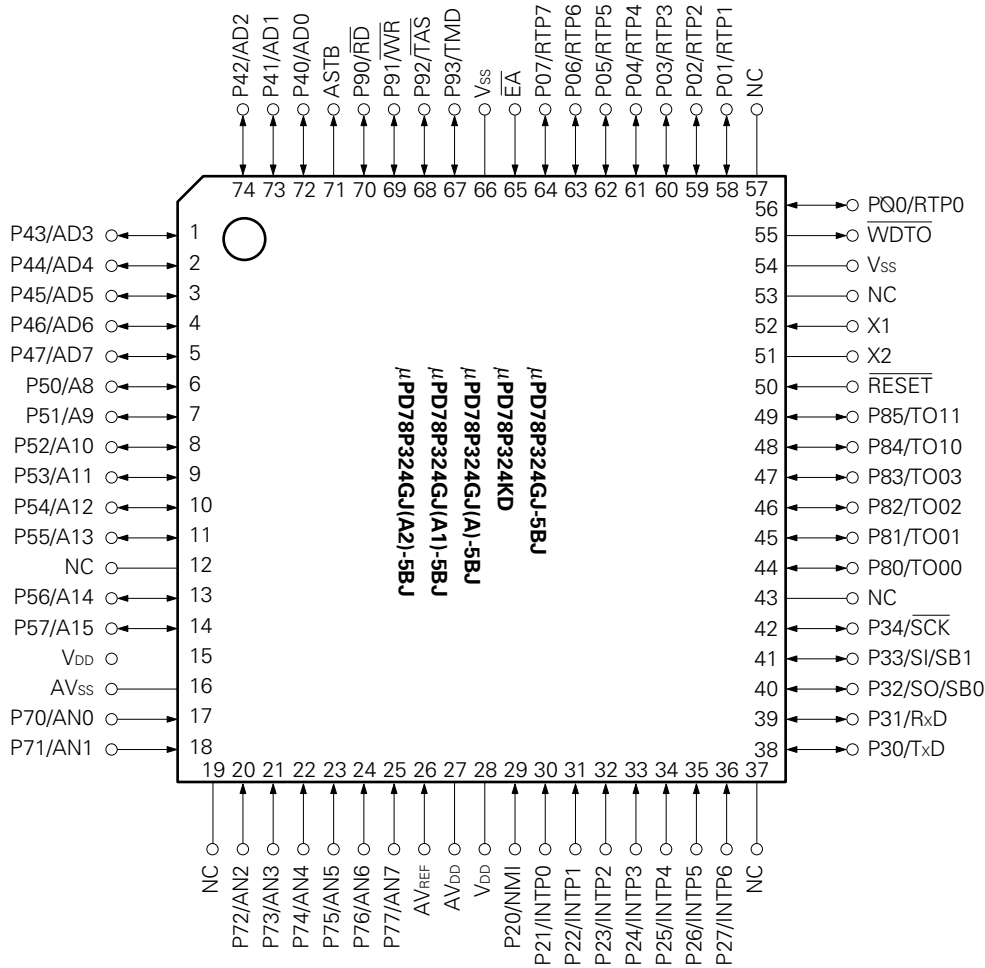 P42/AD2
P41/AD1
P40/AD0
ASTB
P90/RD
P91/WR
P92/TAS
P93/TMD
VSS
EA
P07/RTP7
P06/RTP6
P05/RTP5
P04/RTP4
P03/RTP3
P02/RTP2
P01/RTP1
NC
74 73 72 71 70 69 68 67 66 65 64 63 62 61 60 59 58 57
P43/AD3 1
P44/AD4 2
P45/AD5 3
P46/AD6 4
P47/AD7 5
P50/A8 6
P51/A9 7
P52/A10 8
P53/A11 9
P54/A12 10
P55/A13 11
NC 12
P56/A14 13
P57/A15 14
VDD 15
AVSS 16
P70/AN0 17
P71/AN1 18
µPD78P324GJ-5BJ
µPD78P324KD
µPD78P324GJ(A)-5BJ
µPD78P324GJ(A1)-5BJ
µPD78P324GJ(A2)-5BJ
56 P00/RTP0
55 WDTO
54 VSS
53 NC
52 X1
51 X2
50 RESET
49 P85/TO11
48 P84/TO10
47 P83/TO03
46 P82/TO02
45 P81/TO01
44 P80/TO00
43 NC
42 P34/SCK
41 P33/SI/SB1
40 P32/SO/SB0
39 P31/RxD
38 P30/TxD
19 20 21 22 23 24 25 26 27 28 29 30 31 32 33 34 35 36 37
NC
P72/AN2
P73/AN3
P74/AN4
P75/AN5
P76/AN6
P77/AN7
AVREF
AVDD
VDD
P20/NMI
P21/INTP0
P22/INTP1
P23/INTP2
P24/INTP3
P25/INTP4
P26/INTP5
P27/INTP6
NC